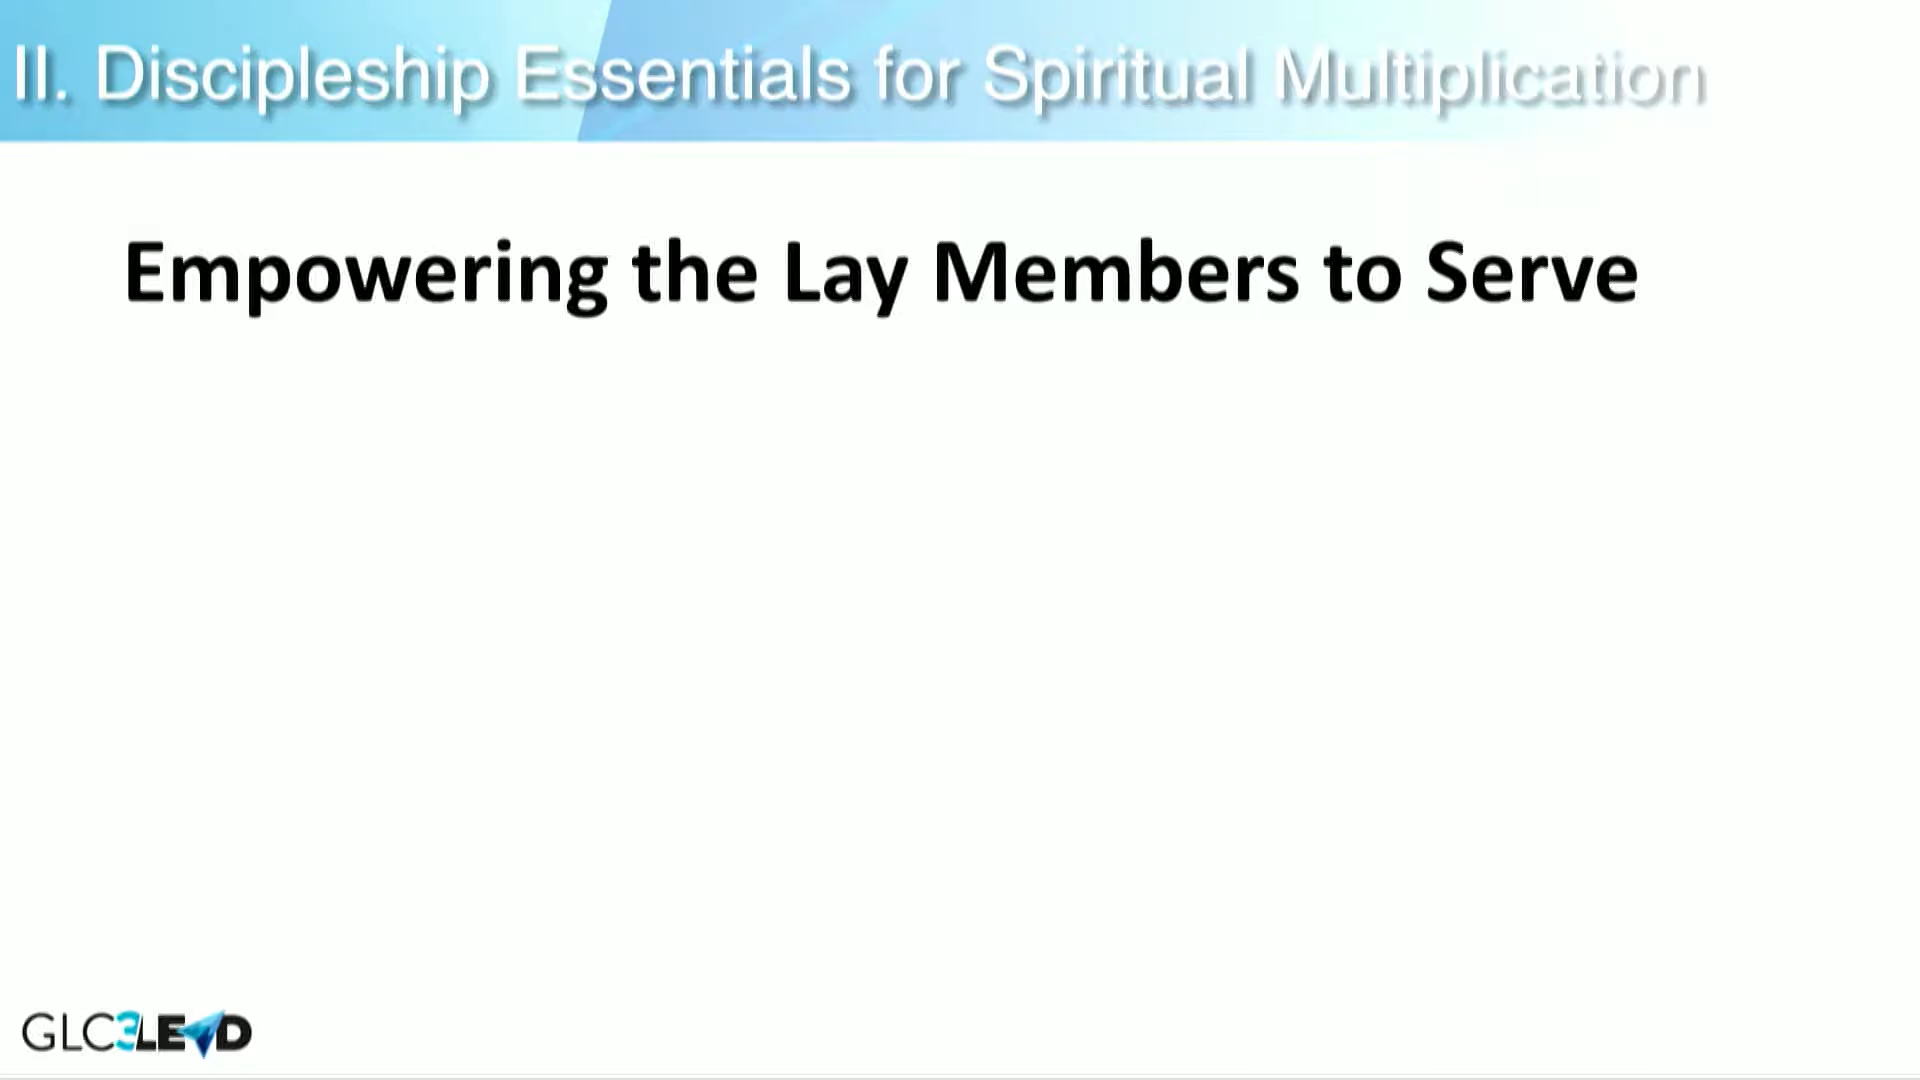 II. Discipleship Essentials for Spiritual Multiplication
Empowering the Lay Members to Serve
GLC3LEAD